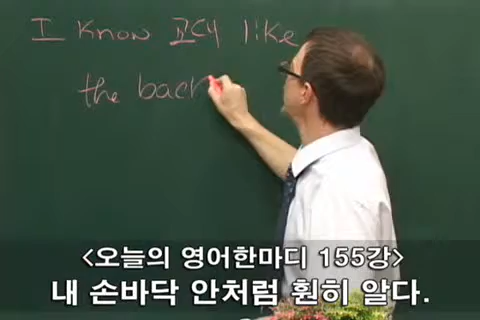 I know 교대 like
the back
<오늘의 영어한마디 155강>
내 손바닥 안처럼 훤히 알다.